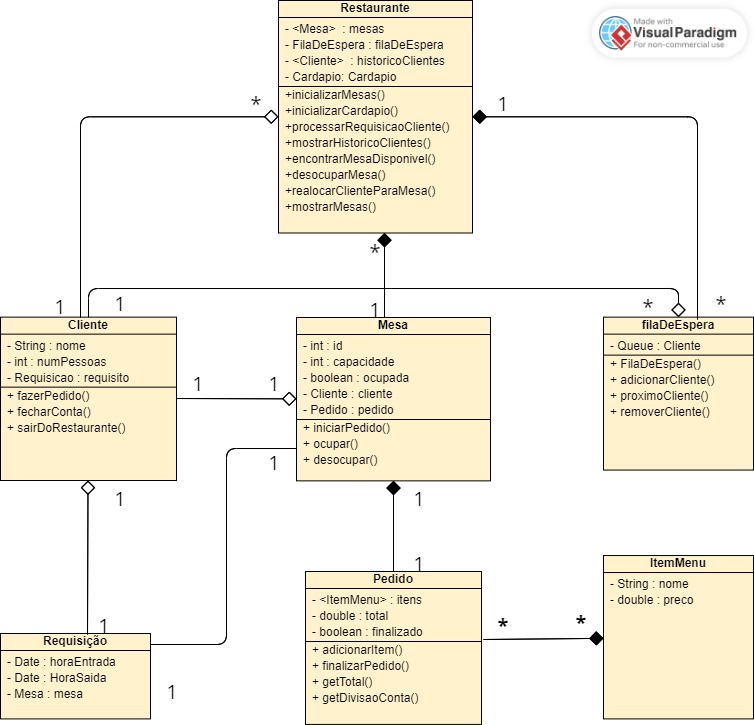 Restaurante
- <Mesa> : mesas
- FilaDeEspera : filaDeEspera
- <Cliente> : historicoClientes
- Cardapio: Cardapio
+inicializarMesas()
+inicializarCardapio()
+processarRequisicaoCliente()
+mostrarHistoricoClientes()
+encontrarMesaDisponivel()
+desocuparMesa()
+realocarClienteParaMesa()
+mostrarMesas()
Made with
VisualParadigm
For non-commercial use
*
1
*
1
1
1
*
*
Cliente
- String : nome
- int : numPessoas
- Requisicao : requisito
+ fazerPedido()
+ fecharConta()
+ sairDoRestaurante()
Mesa
- int : id
- int : capacidade
- boolean : ocupada
- Cliente : cliente
- Pedido : pedido
+ iniciarPedido()
+ ocupar()
+ desocupar()
filaDeEspera
- Queue : Cliente
+ FilaDeEspera()
+ adicionarCliente()
+ proximoCliente()
+ removerCliente()
1
1
1
1
1
1
1
1
Requisição
- Date : horaEntrada
- Date : HoraSaida
- Mesa : mesa
Pedido
- <ItemMenu> : itens
- double : total
- boolean : finalizado
+ adicionarItem()
+ finalizarPedido()
+ getTotal()
+ getDivisaoConta()
*
*
ItemMenu
- String : nome
- double : preco